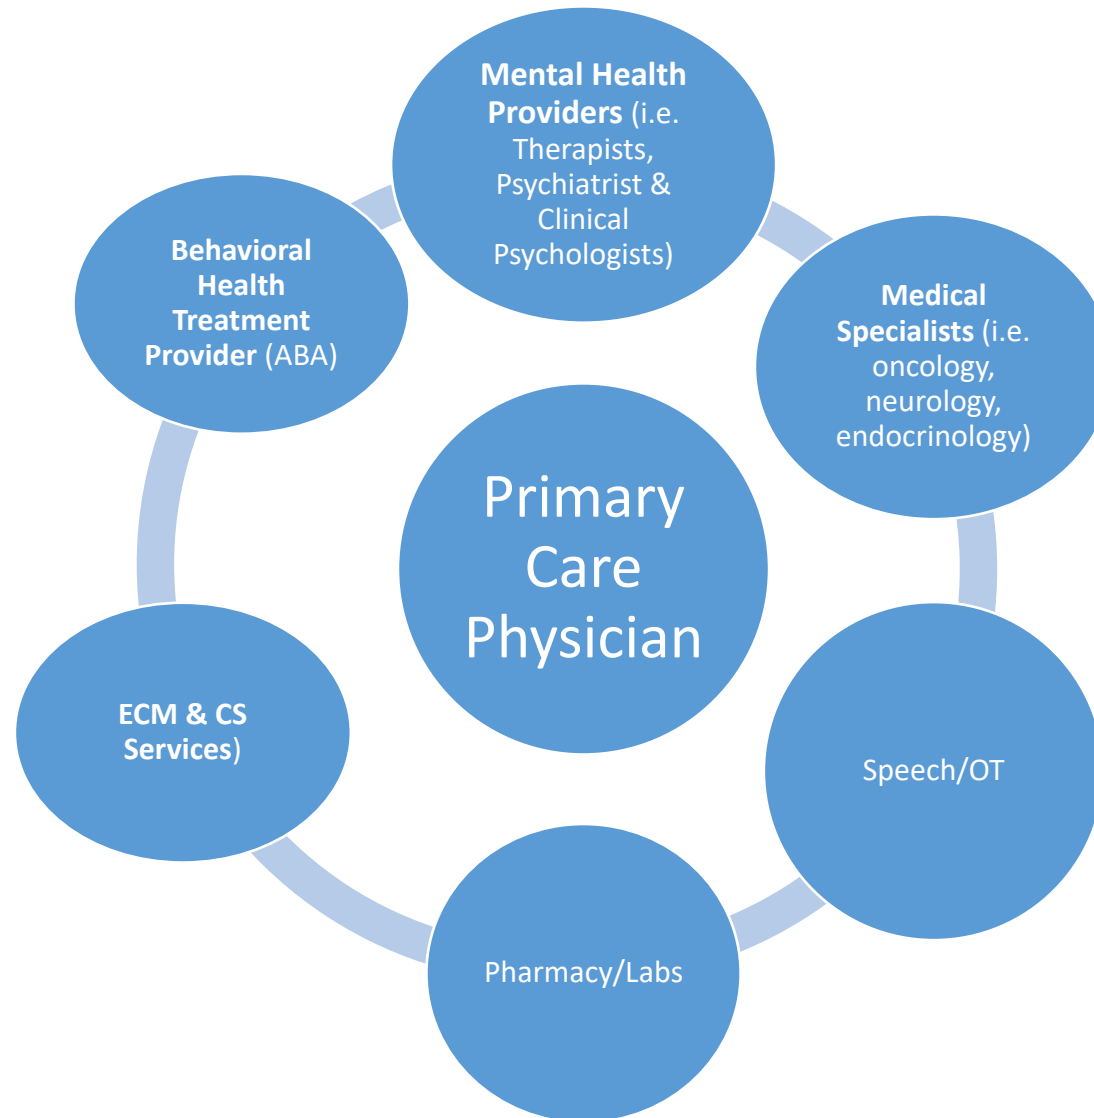 Mental Health
Providers (i.e.
Therapists,
Psychiatrist &
Clinical
Psychologists)
Medical
Specialists (i.e.
oncology,
neurology,
endocrinology)
Speech/OT
Pharmacy/Labs
ECM & CS
Services)
Behavioral
Health
Treatment
Provider (ABA)
Primary
Care
Physician